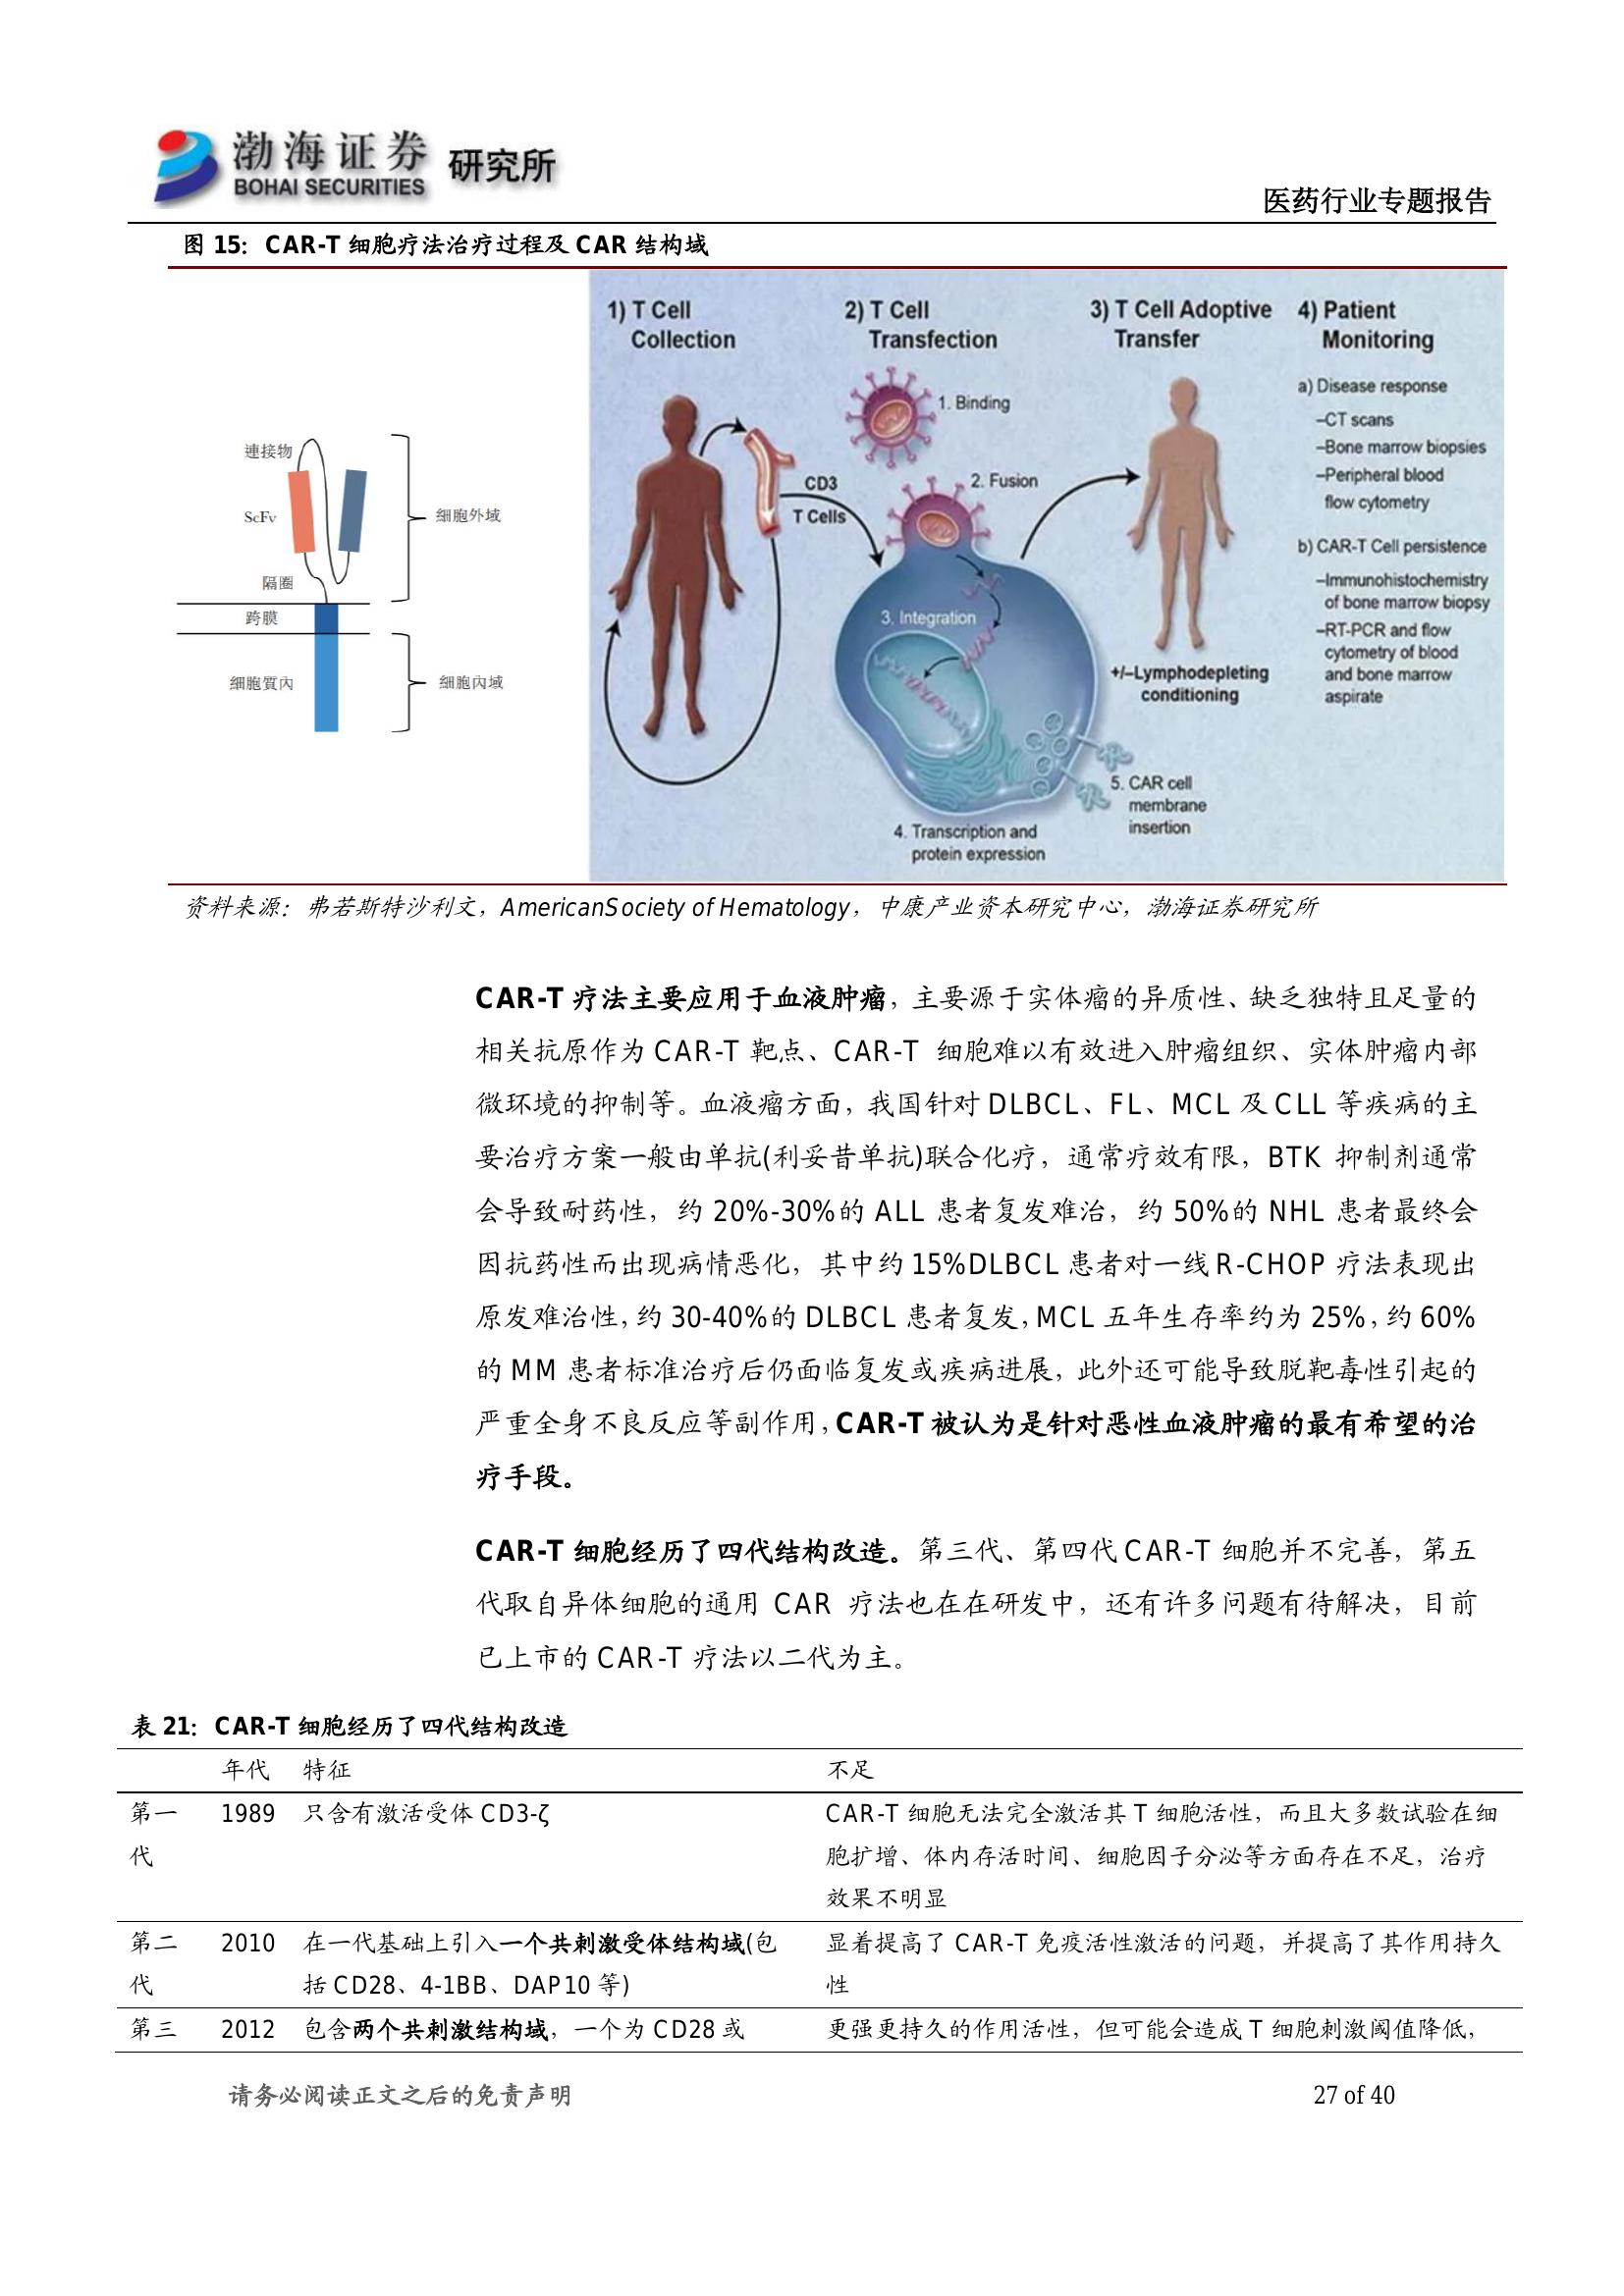 渤海证券 研究所
BOHAI SECURITIES
医药行业专题报告
图 15：CAR-T 细胞疗法治疗过程及 CAR 结构域
連接物
ScFv
隔圈
跨膜
細胞質內
細胞外域
細胞內域
1) T Cell
Collection
2) T Cell
Transfection
3) T Cell Adoptive
Transfer
4) Patient
Monitoring
CD3
T Cells
1. Binding
2. Fusion
3. Integration
4. Transcription and
protein expression
5. CAR cell
membrane
insertion
+/–Lymphodepleting
conditioning
a) Disease response
–CT scans
–Bone marrow biopsies
–Peripheral blood
flow cytometry
b) CAR-T Cell persistence
–Immunohistochemistry
of bone marrow biopsy
–RT-PCR and flow
cytometry of blood
and bone marrow
aspirate
资料来源：弗若斯特沙利文，AmericanSociety of Hematology，中康产业资本研究中心，渤海证券研究所
CAR-T 疗法主要应用于血液肿瘤，主要源于实体瘤的异质性、缺乏独特且足量的
相关抗原作为 CAR-T 靶点、CAR-T 细胞难以有效进入肿瘤组织、实体肿瘤内部
微环境的抑制等。血液瘤方面，我国针对 DLBCL、FL、MCL 及 CLL 等疾病的主
要治疗方案一般由单抗(利妥昔单抗)联合化疗，通常疗效有限，BTK 抑制剂通常
会导致耐药性，约 20%-30%的 ALL 患者复发难治，约 50%的 NHL 患者最终会
因抗药性而出现病情恶化，其中约 15%DLBCL 患者对一线 R-CHOP 疗法表现出
原发难治性，约 30-40%的 DLBCL 患者复发，MCL 五年生存率约为 25%，约 60%
的 MM 患者标准治疗后仍面临复发或疾病进展，此外还可能导致脱靶毒性引起的
严重全身不良反应等副作用，CAR-T 被认为是针对恶性血液肿瘤的最有希望的治
疗手段。
CAR-T 细胞经历了四代结构改造。第三代、第四代 CAR-T 细胞并不完善，第五
代取自异体细胞的通用 CAR 疗法也在在研发中，还有许多问题有待解决，目前
已上市的 CAR-T 疗法以二代为主。
表 21：CAR-T 细胞经历了四代结构改造
年代 特征 不足
第一 1989 只含有激活受体 CD3-ζ CAR-T 细胞无法完全激活其 T 细胞活性，而且大多数试验在细
代 胞扩增、体内存活时间、细胞因子分泌等方面存在不足，治疗
效果不明显
第二 2010 在一代基础上引入一个共刺激受体结构域(包 显着提高了 CAR-T 免疫活性激活的问题，并提高了其作用持久
代 括 CD28、4-1BB、DAP10 等) 性
第三 2012 包含两个共刺激结构域，一个为 CD28 或 更强更持久的作用活性，但可能会造成 T 细胞刺激阈值降低，
请务必阅读正文之后的免责声明 27 of 40